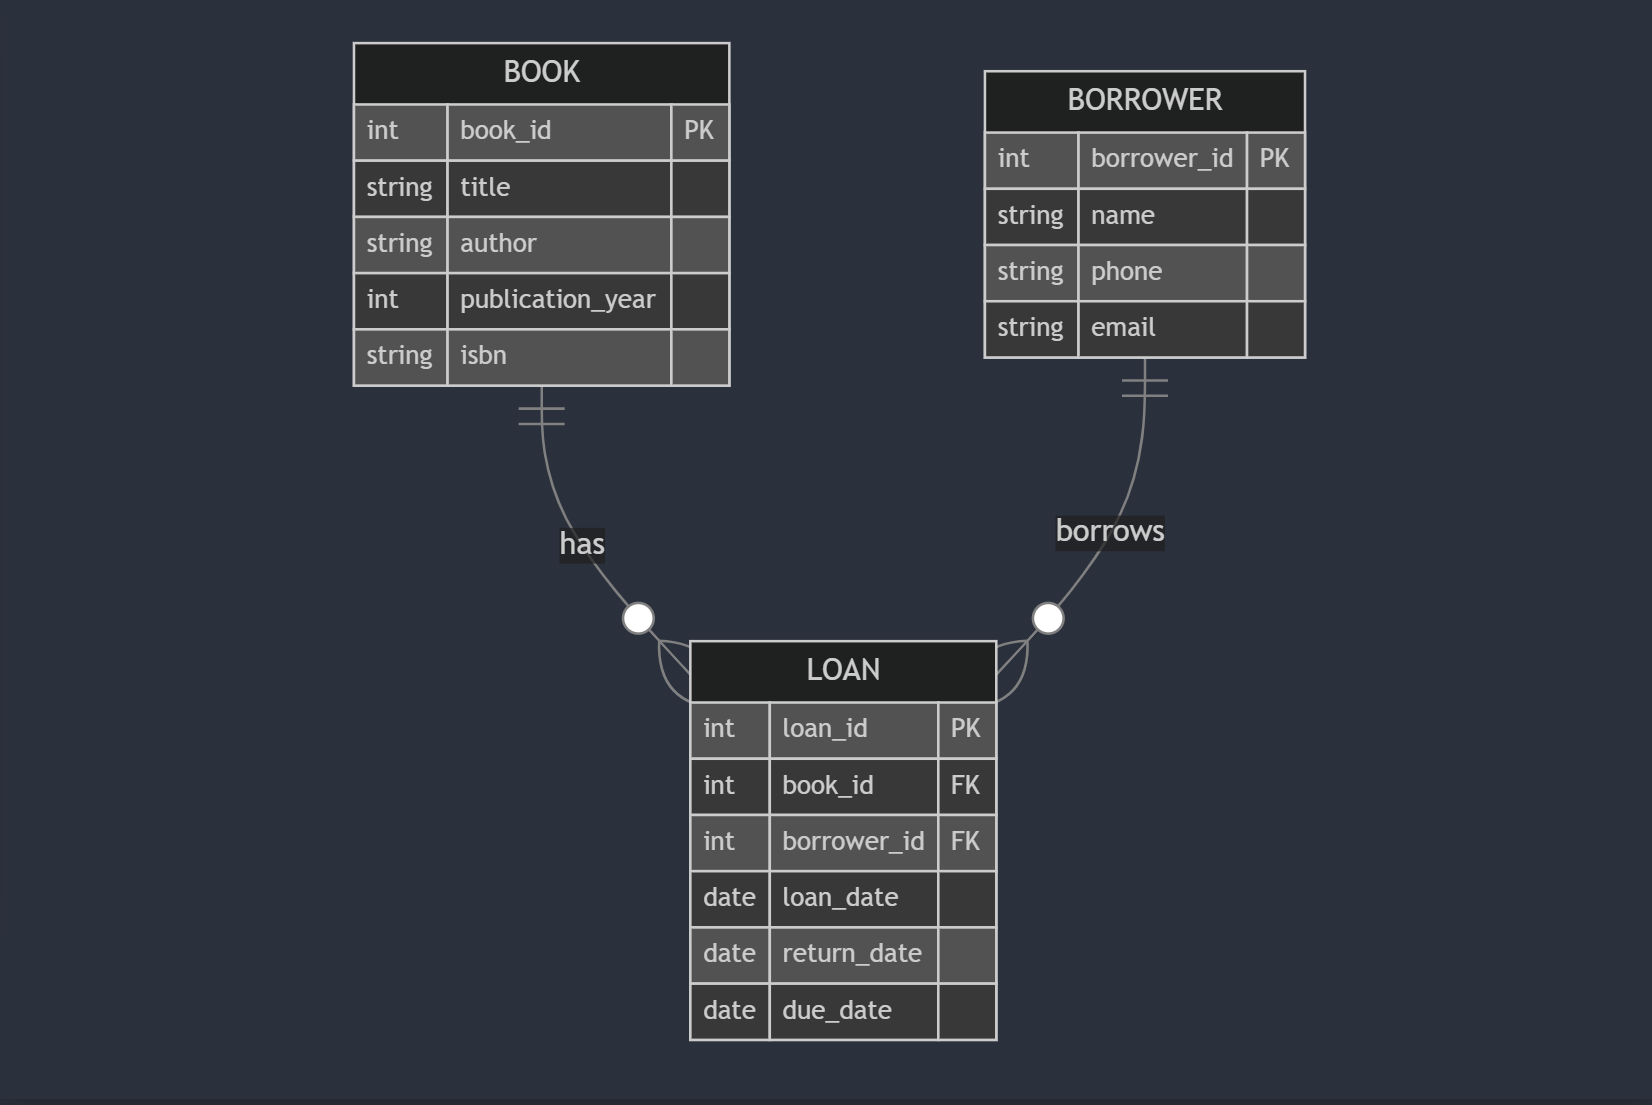 BOOK
int book_id PK
string title
string author
int publication_year
string isbn
BORROWER
int borrower_id PK
string name
string phone
string email
has
borrows
LOAN
int loan_id PK
int book_id FK
int borrower_id FK
date loan_date
date return_date
date due_date